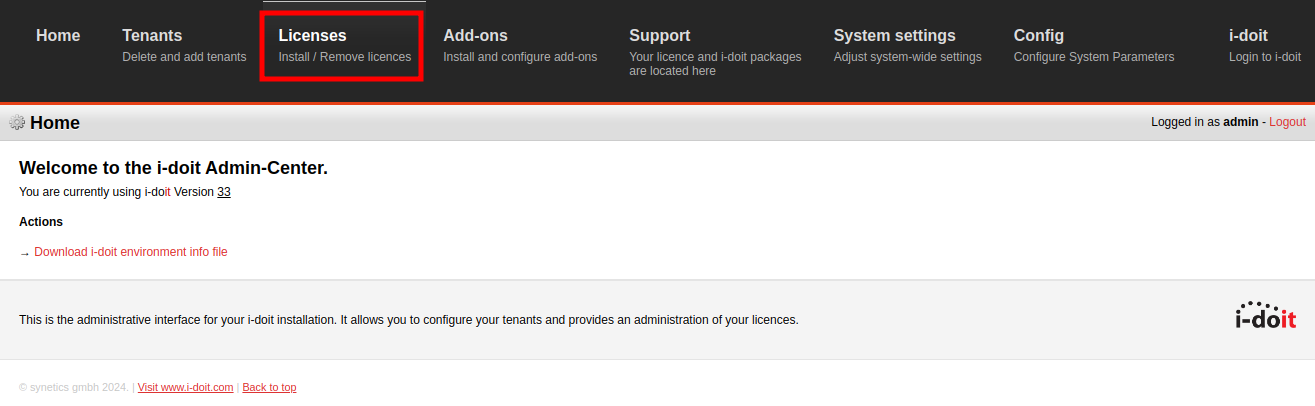 Home
Tenants
Delete and add tenants
Licenses
Install / Remove licences
Add-ons
Install and configure add-ons
Support
Your licence and i-doit packages
are located here
System settings
Adjust system-wide settings
Config
Configure System Parameters
i-doit
Login to i-doit
Home
Logged in as admin - Logout
Welcome to the i-doit Admin-Center.
You are currently using i-doit Version 33
Actions
→ Download i-doit environment info file
This is the administrative interface for your i-doit installation. It allows you to configure your tenants and provides an administration of your licences.
i-doit
© synetics gmbh 2024. | Visit www.i-doit.com | Back to top